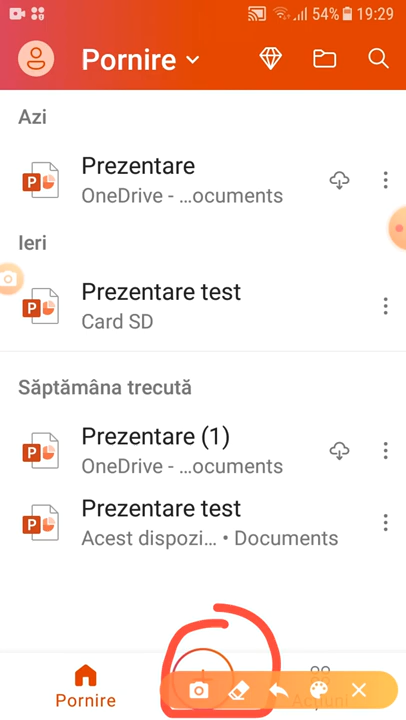 54% 19:29
Pornire
Azi
Prezentare
OneDrive - ...ocuments
Ieri
Prezentare test
Card SD
Săptămâna trecută
Prezentare (1)
OneDrive - ...ocuments
Prezentare test
Acest dispozi... • Documents
Pornire
Acțiuni